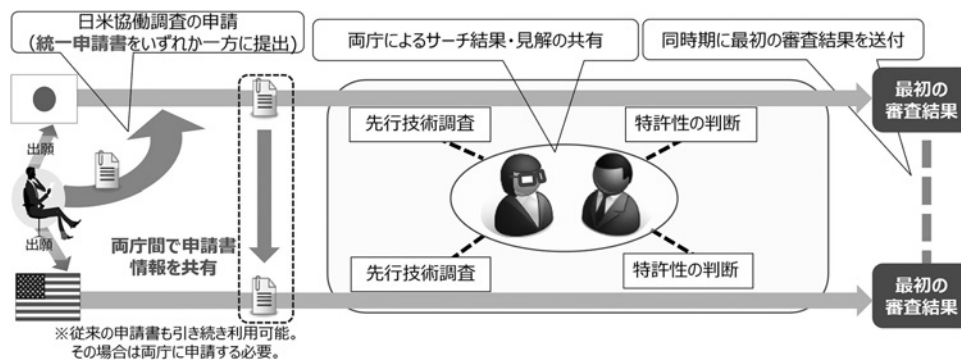 日米協働調査の申請
(統一申請書をいずれか一方に提出)
両庁によるサーチ結果・見解の共有
同時期に最初の審査結果を送付
最初の
審査結果
先行技術調査
特許性の判断
出願
出願
両庁間で申請書
情報を共有
先行技術調査
特許性の判断
最初の
審査結果
※従来の申請書も引き続き利用可能。
その場合は両庁に申請する必要。